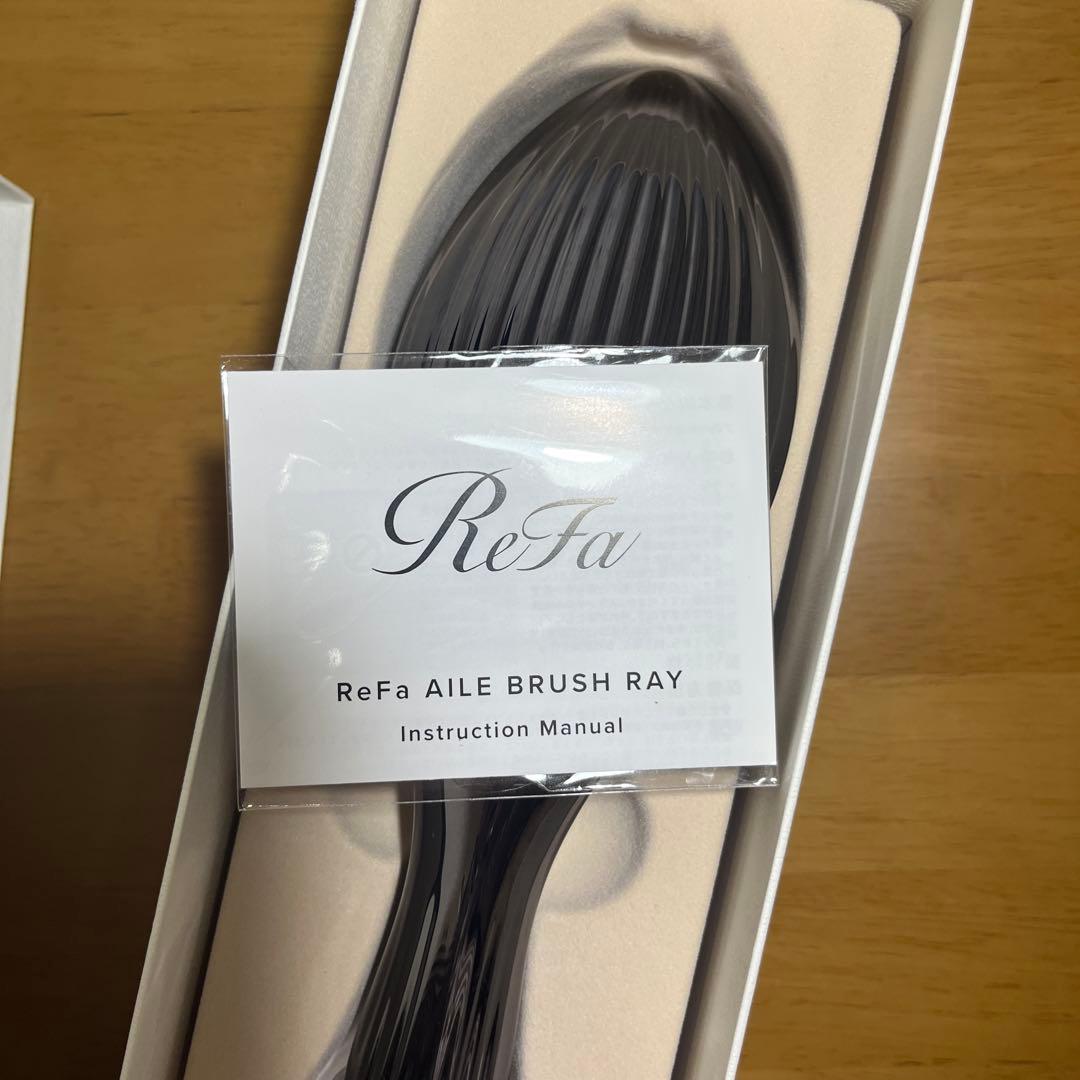 ReFa
ReFa AILE BRUSH RAY
Instruction Manual